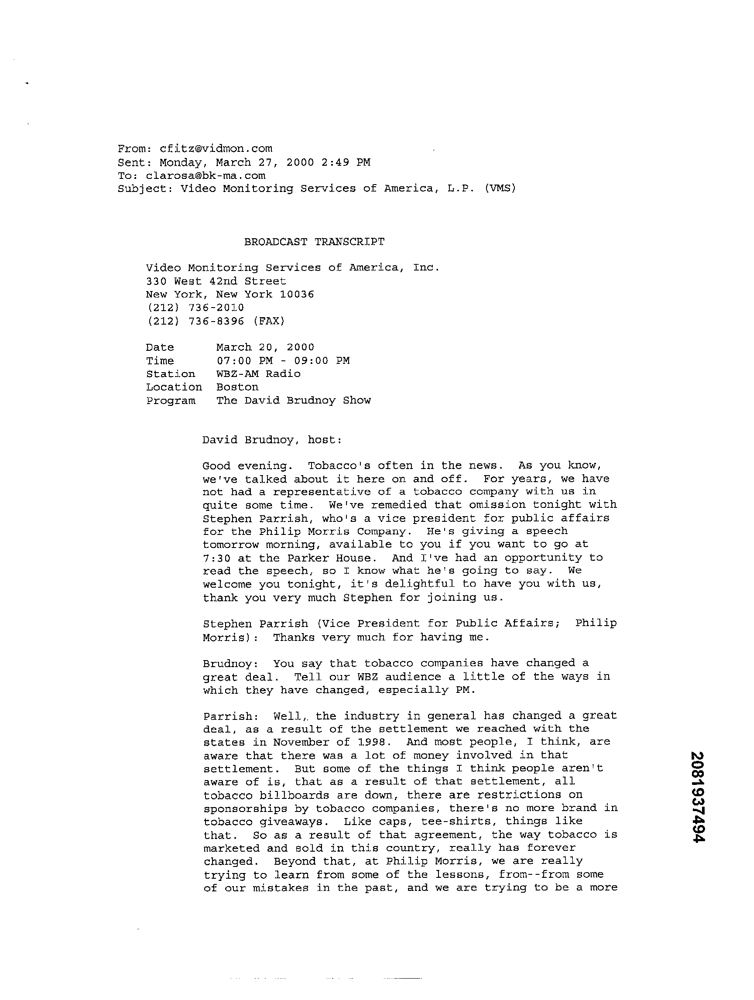 From: cfitz@vidmon.com
Sent: Monday, March 27, 2000 2:49 PM
To: clarosa@bk-ma.com
Subject: Video Monitoring Services of America, L.P. (VMS)
BROADCAST TRANSCRIPT
Video Monitoring Services of America, Inc.
330 West 42nd Street
New York, New York 10036
(212) 736-2010
(212) 736-8396 (FAX)
Date March 20, 2000
Time 07:00 PM - 09:00 PM
Station WBZ-AM Radio
Location Boston
Program The David Brudnoy Show
David Brudnoy, host:
Good evening. Tobacco's often in the news. As you know,
we've talked about it here on and off. For years, we have
not had a representative of a tobacco company with us in
quite some time. We've remedied that omission tonight with
Stephen Parrish, who's a vice president for public affairs
for the Philip Morris Company. He's giving a speech
tomorrow morning, available to you if you want to go at
7:30 at the Parker House. And I've had an opportunity to
read the speech, so I know what he's going to say. We
welcome you tonight, it's delightful to have you with us,
thank you very much Stephen for joining us.
Stephen Parrish (Vice President for Public Affairs; Philip
Morris): Thanks very much for having me.
Brudnoy: You say that tobacco companies have changed a
great deal. Tell our WBZ audience a little of the ways in
which they have changed, especially PM.
Parrish: Well, the industry in general has changed a great
deal, as a result of the settlement we reached with the
states in November of 1998. And most people, I think, are
aware that there was a lot of money involved in that
settlement. But some of the things I think people aren't
aware of is, that as a result of that settlement, all
tobacco billboards are down, there are restrictions on
sponsorships by tobacco companies, there's no more brand in
tobacco giveaways. Like caps, tee-shirts, things like
that. So as a result of that agreement, the way tobacco is
marketed and sold in this country, really has forever
changed. Beyond that, at Philip Morris, we are really
trying to learn from some of the lessons, from--from some
of our mistakes in the past, and we are trying to be a more
2081937494